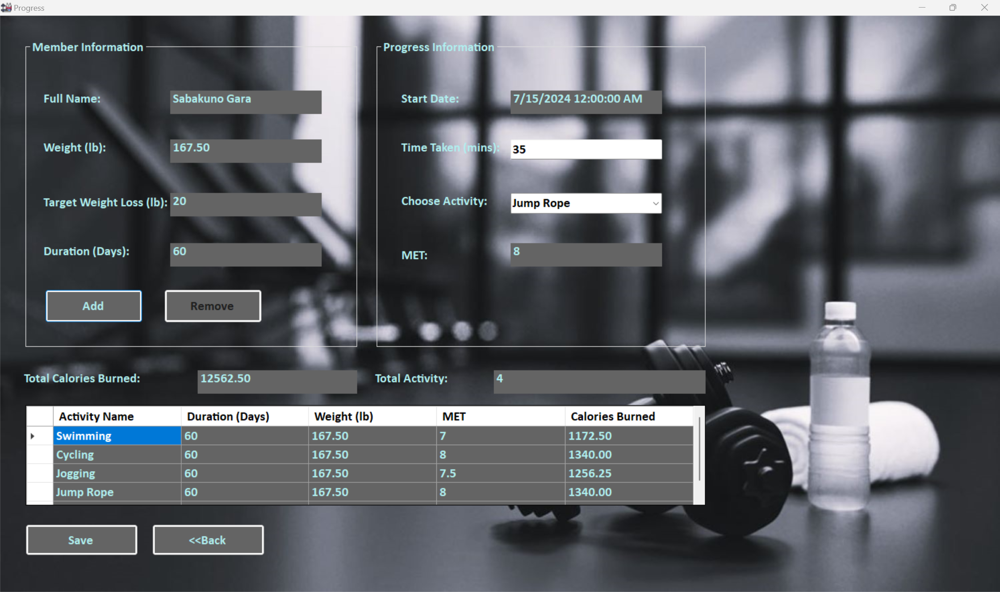 Progress
Member Information
Full Name: Sabakuno Gara
Weight (lb): 167.50
Target Weight Loss (lb): 20
Duration (Days): 60
Add Remove
Progress Information
Start Date: 7/15/2024 12:00:00 AM
Time Taken (mins): 35
Choose Activity: Jump Rope
MET: 8
Total Calories Burned: 12562.50 Total Activity: 4
Activity Name Duration (Days) Weight (lb) MET Calories Burned
Swimming 60 167.50 7 1172.50
Cycling 60 167.50 8 1340.00
Jogging 60 167.50 7.5 1256.25
Jump Rope 60 167.50 8 1340.00
Save <<Back